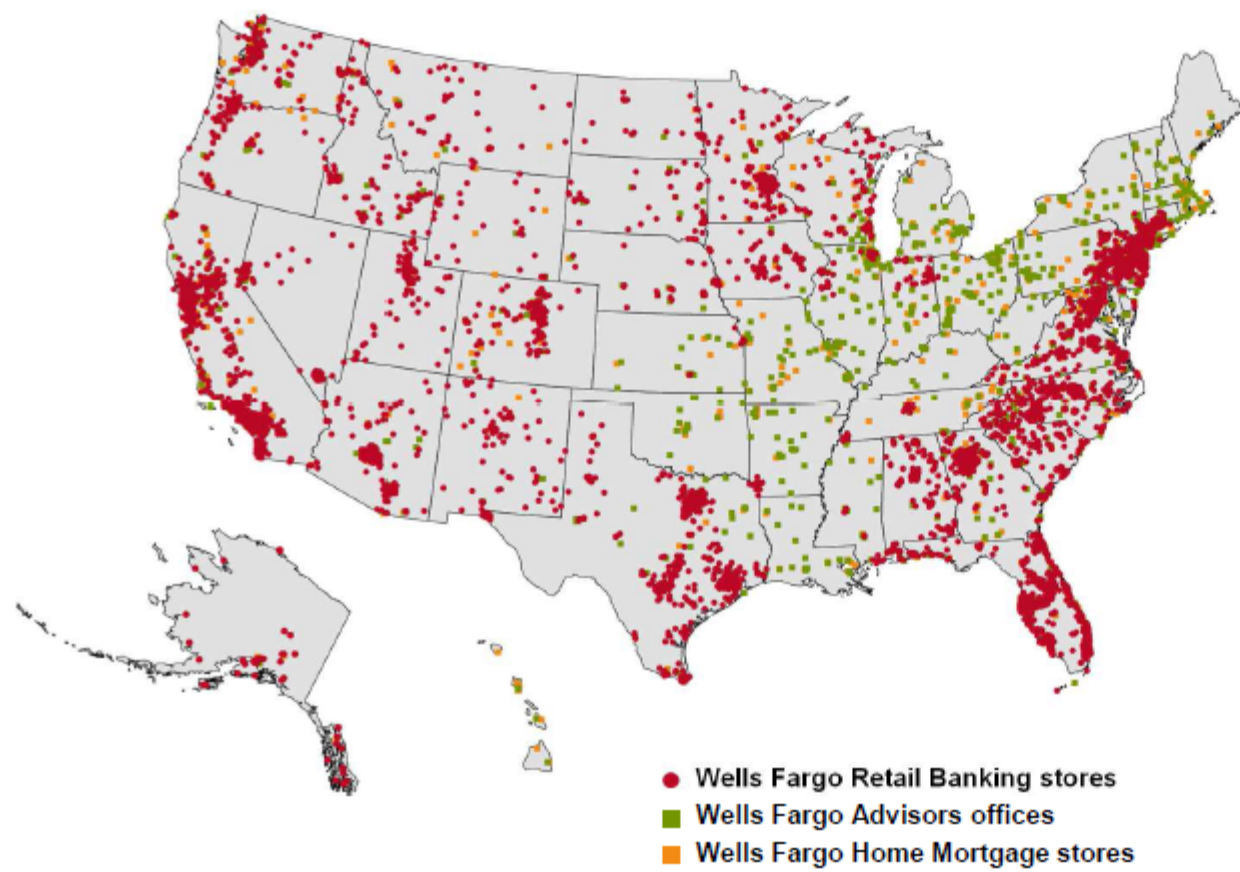 Wells Fargo Retail Banking stores
Wells Fargo Advisors offices
Wells Fargo Home Mortgage stores